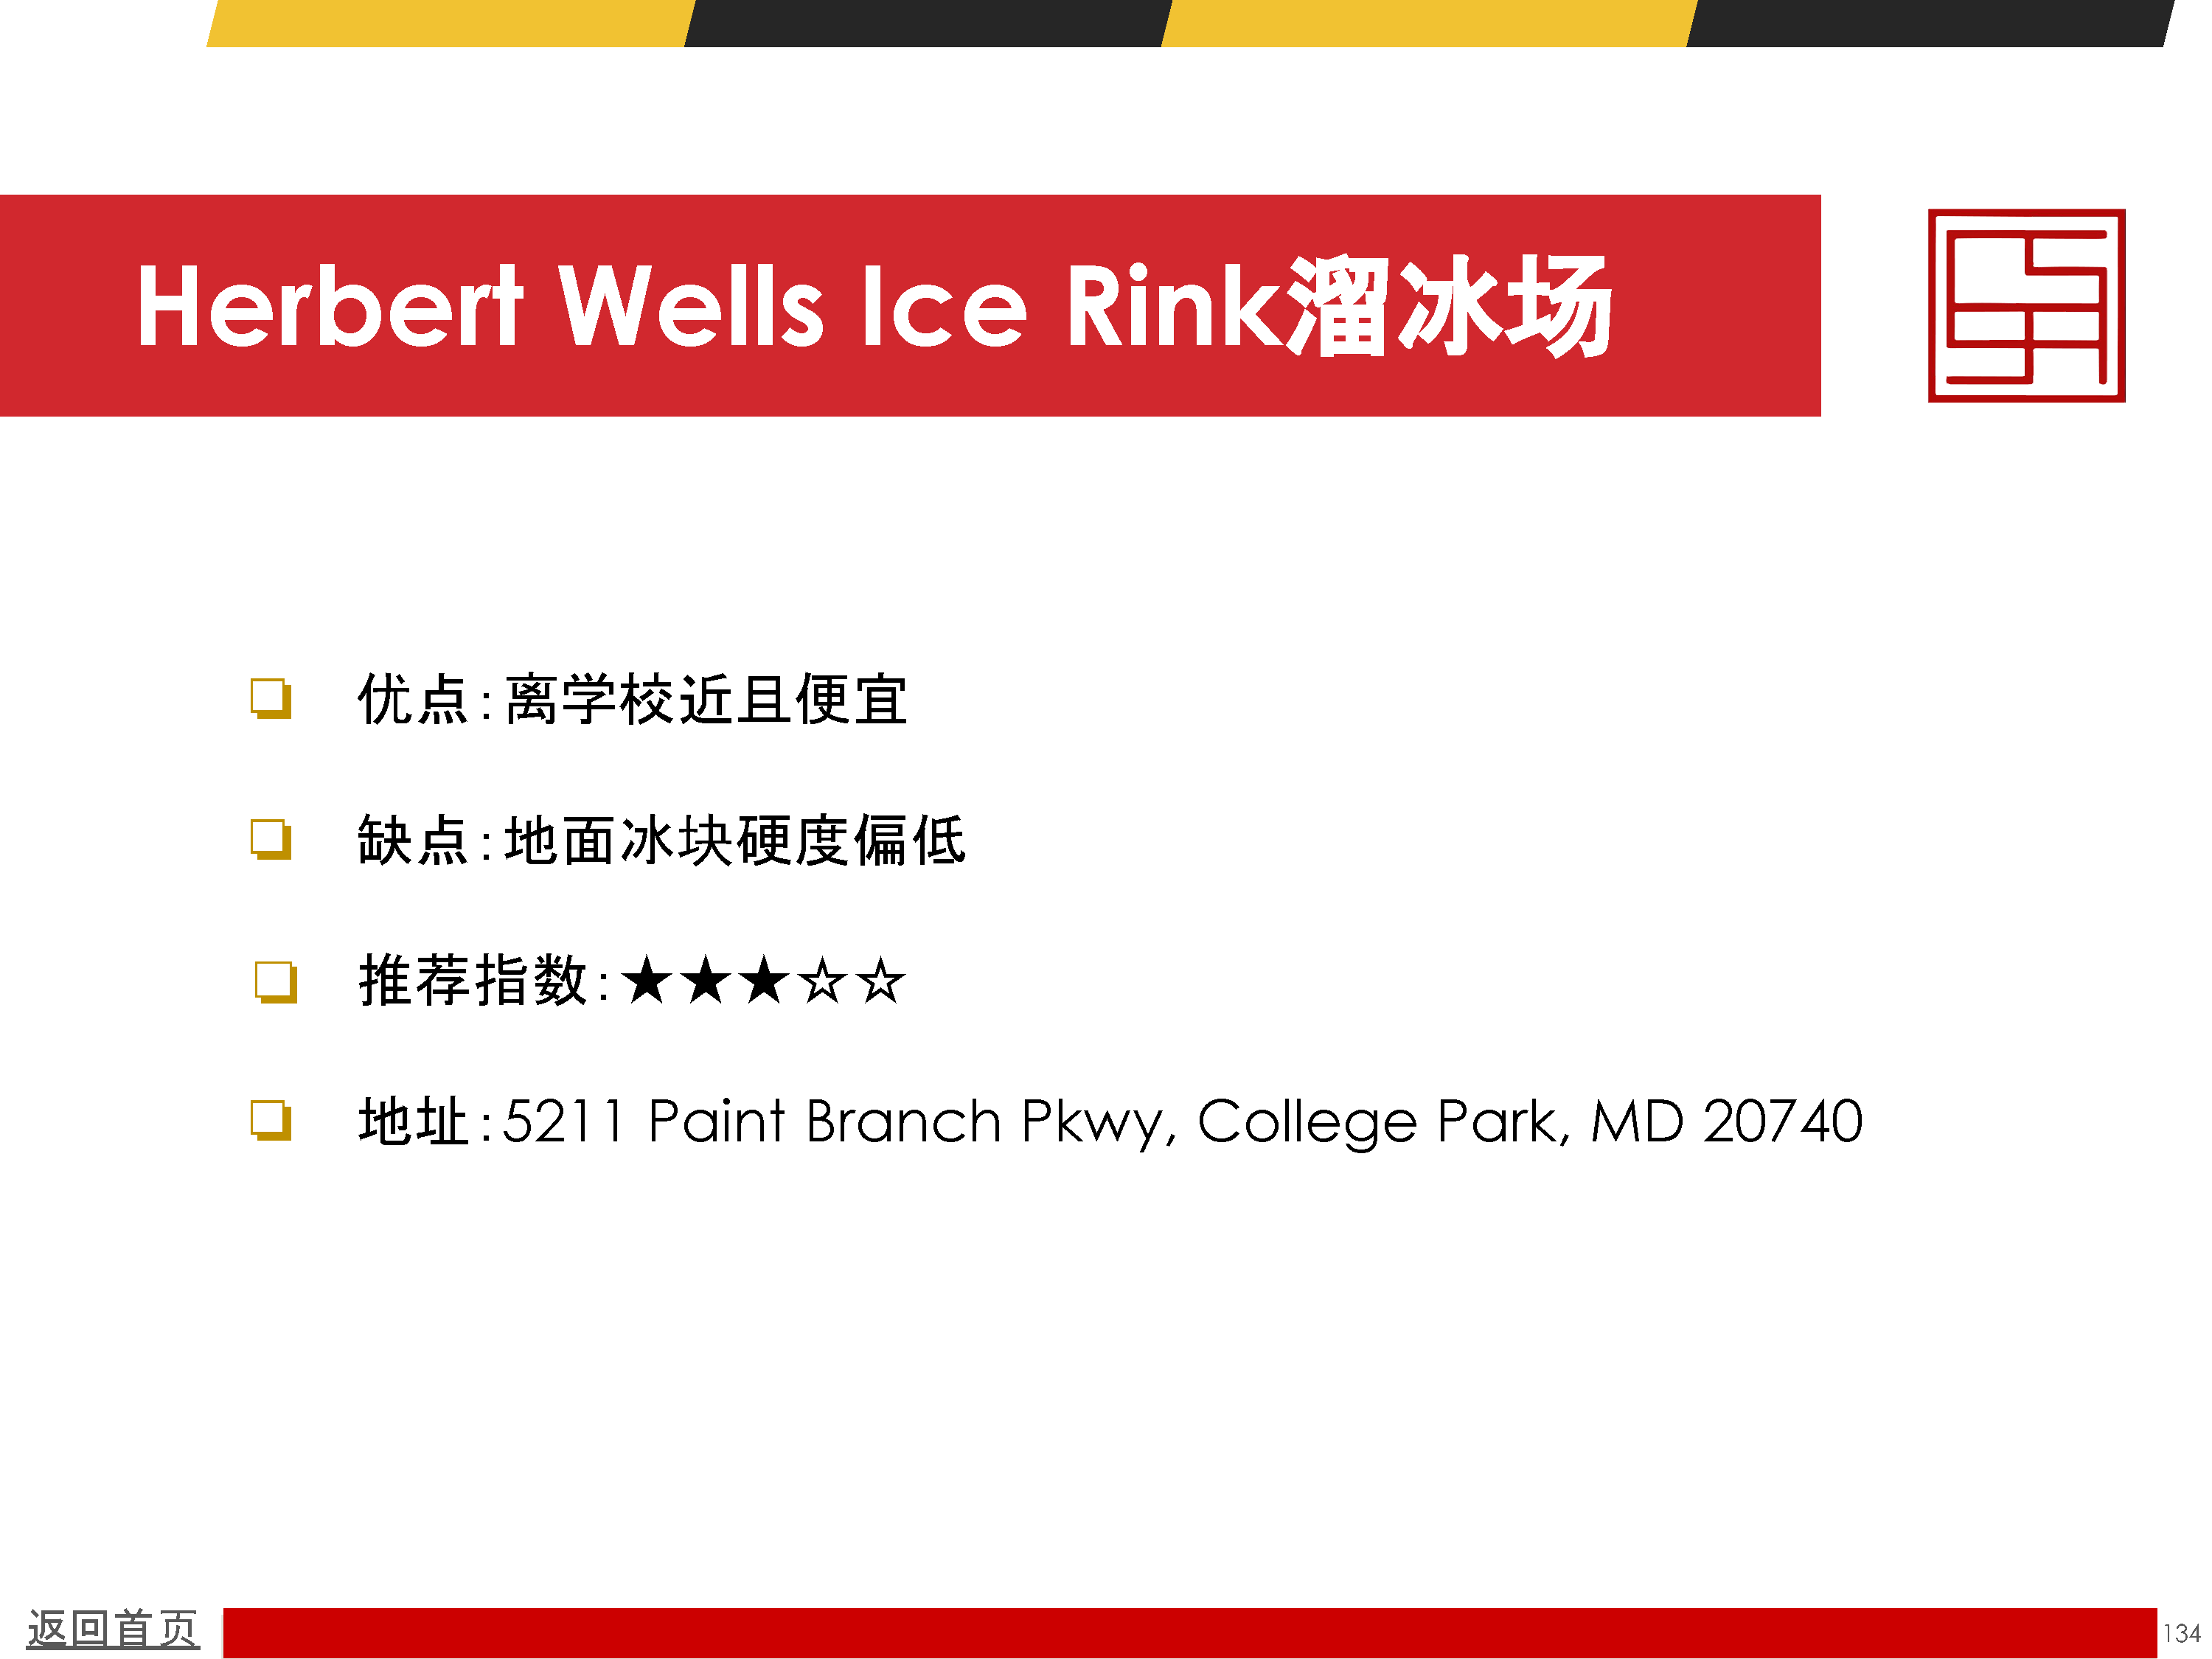 Herbert Wells Ice Rink溜冰场
优点:离学校近且便宜
缺点:地面冰块硬度偏低
推荐指数:★★★☆☆
地址:5211 Paint Branch Pkwy, College Park, MD 20740
返回首页
134